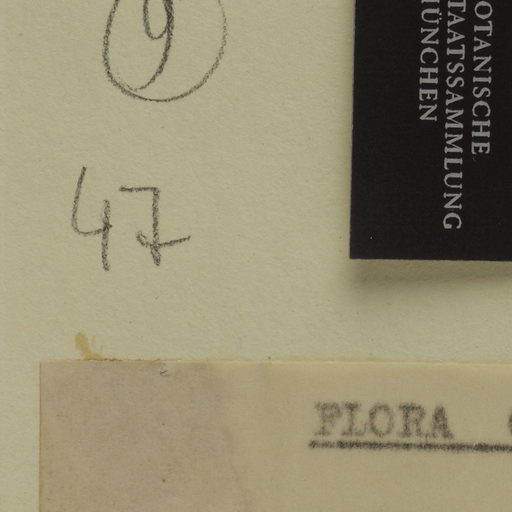 9
OTANISCHE
TAATSSAMMLUNG
ÜNCHEN
47
FLORA